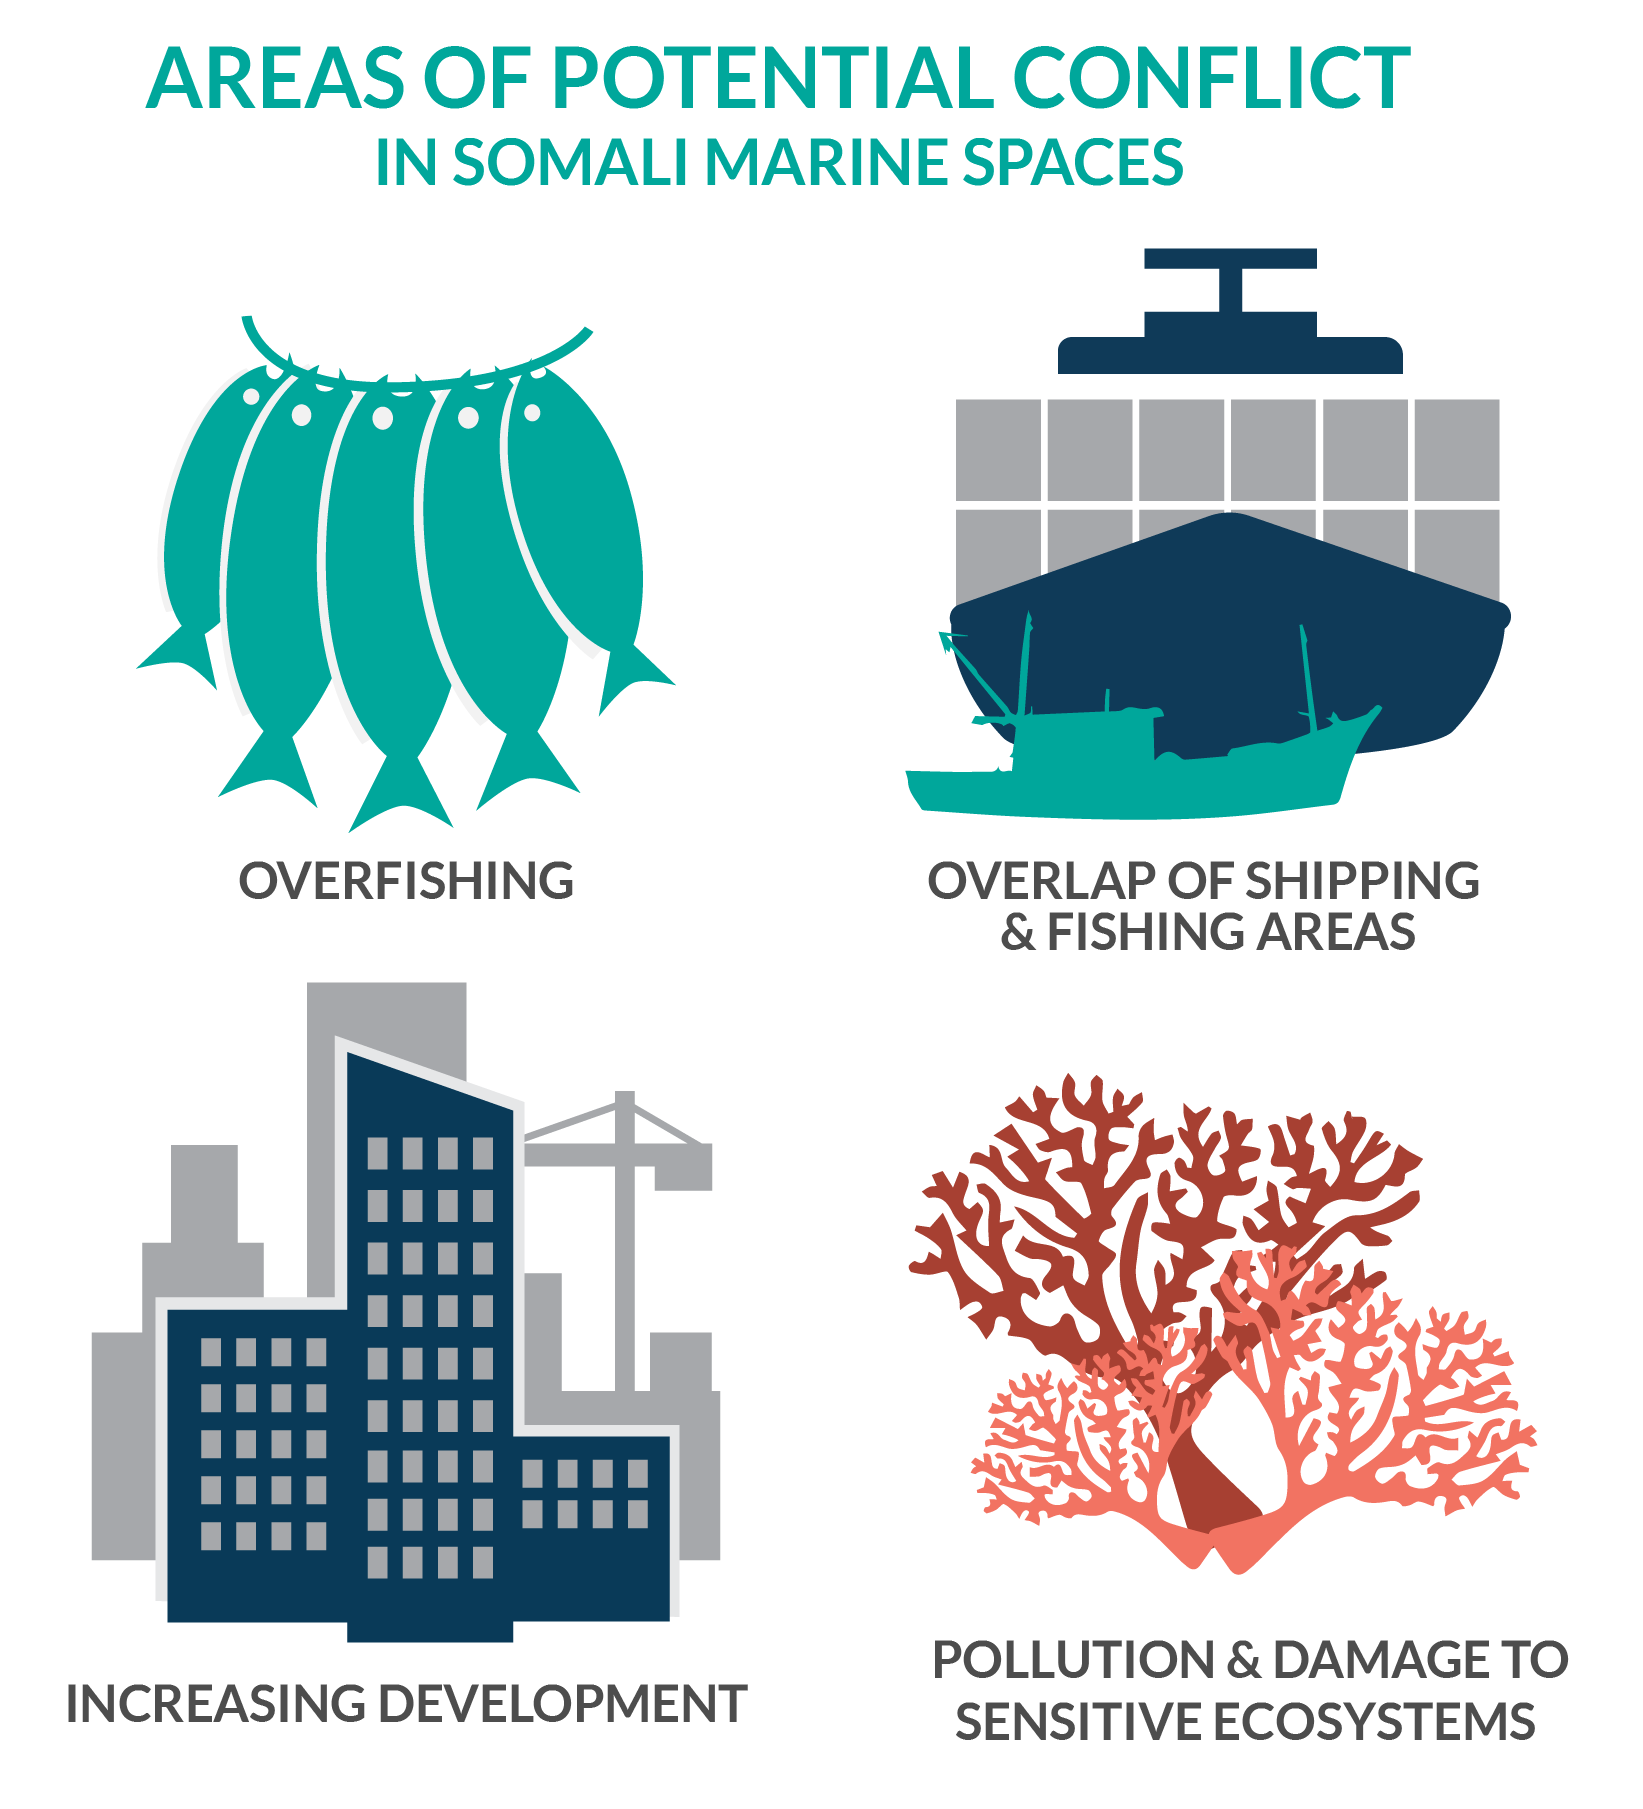 AREAS OF POTENTIAL CONFLICT
IN SOMALI MARINE SPACES
OVERFISHING
OVERLAP OF SHIPPING
& FISHING AREAS
INCREASING DEVELOPMENT
POLLUTION & DAMAGE TO
SENSITIVE ECOSYSTEMS